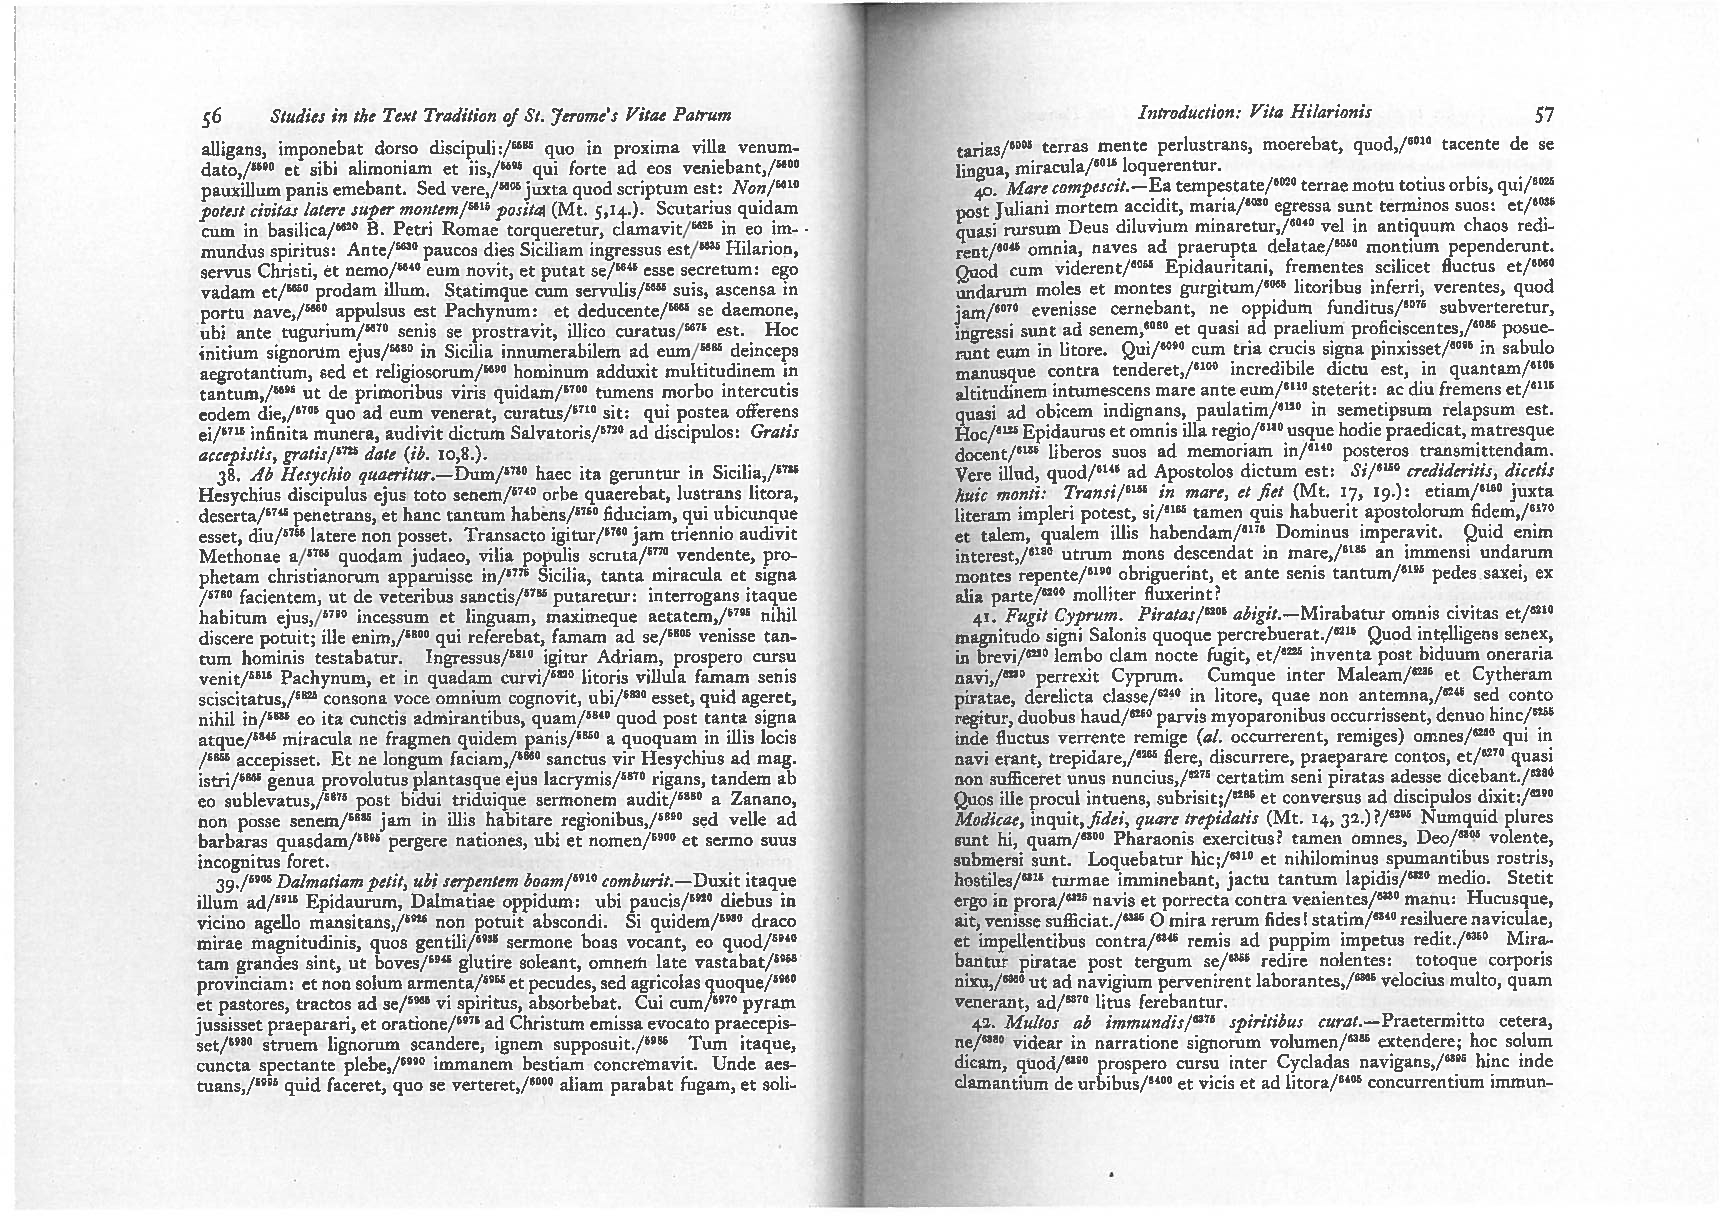 56 Studies in the Text Tradition of St. Jerome's Vitae Patrum
alligans, imponebat dorso discipuli:/5585 quo in proxima villa venum-
dato,/5590 et sibi alimoniam et iis,/5595 qui forte ad eos veniebant,/5600
pauxillum panis emebant. Sed vere,/5605 juxta quod scriptum est: Non/5610
potest civitas latere super montem/5615 posita (Mt. 5,14.). Scutarius quidam
cum in basilica/5620 B. Petri Romae torqueretur, clamavit/5625 in eo im-
mundus spiritus: Ante/5630 paucos dies Siciliam ingressus est/5635 Hilarion,
servus Christi, et nemo/5640 eum novit, et putat se/5645 esse secretum: ego
vadam et/5650 prodam illum. Statimque cum servulis/5655 suis, ascensa in
portu nave,/5660 appulsus est Pachynum: et deducente/5665 se daemone,
ubi ante tugurium/5670 senis se prostravit, illico curatus/5675 est. Hoc
initium signorum ejus/5680 in Sicilia innumerabilem ad eum/5685 deinceps
aegrotantium, sed et religiosorum/5690 hominum adduxit multitudinem in
tantum,/5695 ut de primoribus viris quidam/5700 tumens morbo intercutis
eodem die,/5705 quo ad eum venerat, curatus/5710 sit: qui postea offerens
ei/5715 infinita munera, audivit dictum Salvatoris/5720 ad discipulos: Gratis
accepistis, gratis/5725 date (ib. 10,8.).
38. Ab Hesychio quaeritur.—Dum/5730 haec ita geruntur in Sicilia,/5735
Hesychius discipulus ejus toto senem/5740 orbe quaerebat, lustrans litora,
deserta/5745 penetrans, et hanc tantum habens/5750 fiduciam, qui ubicunque
esset, diu/5755 latere non posset. Transacto igitur/5760 jam triennio audivit
Methonae a/5765 quodam judaeo, vilia populis scruta/5770 vendente, pro-
phetam christianorum apparuisse in/5775 Sicilia, tanta miracula et signa
/5780 facientem, ut de veteribus sanctis/5785 putaretur: interrogans itaque
habitum ejus,/5790 incessum et linguam, maximeque aetatem,/5795 nihil
discere potuit; ille enim,/5800 qui referebat, famam ad se/5805 venisse tan-
tum hominis testabatur. Ingressus/5810 igitur Adriam, prospero cursu
venit/5815 Pachynum, et in quadam curvi/5820 litoris villula famam senis
sciscitatus,/5825 consona voce omnium cognovit, ubi/5830 esset, quid ageret,
nihil in/5835 eo ita cunctis admirantibus, quam/5840 quod post tanta signa
atque/5845 miracula ne fragmen quidem panis/5850 a quoquam in illis locis
/5855 accepisset. Et ne longum faciam,/5860 sanctus vir Hesychius ad mag.
istri/5865 genua provolutus plantasque ejus lacrymis/5870 rigans, tandem ab
eo sublevatus,/5875 post bidui triduique sermonem audit/5880 a Zanano,
non posse senem/5885 jam in illis habitare regionibus,/5890 sed velle ad
barbaras quasdam/5895 pergere nationes, ubi et nomen/5900 et sermo suus
incognitus foret.
39./5905 Dalmatiam petit, ubi serpentem boam/5910 comburit.—Duxit itaque
illum ad/5915 Epidaurum, Dalmatiae oppidum: ubi paucis/5920 diebus in
vicino agello mansitans,/5925 non potuit abscondi. Si quidem/5930 draco
mirae magnitudinis, quos gentili/5935 sermone boas vocant, eo quod/5940
tam grandes sint, ut boves/5945 glutire soleant, omnem late vastabat/5955
provinciam: et non solum armenta/5955 et pecudes, sed agricolas quoque/5960
et pastores, tractos ad se/5965 vi spiritus, absorbebat. Cui cum/5970 pyram
jussisset praeparari, et oratione/5975 ad Christum emissa evocato praecepis-
set/5980 struem lignorum scandere, ignem supposuit./5985 Tum itaque,
cuncta spectante plebe,/5990 immanem bestiam concremavit. Unde aes-
tuans,/5995 quid faceret, quo se verteret,/6000 aliam parabat fugam, et soli-
Introduction: Vita Hilarionis 57
tarias/6005 terras mente perlustrans, moerebat, quod,/6010 tacente de se
lingua, miracula/6015 loquerentur.
40. Mare compescit.—Ea tempestate/6020 terrae motu totius orbis, qui/6025
post Juliani mortem accidit, maria/6030 egressa sunt terminos suos: et/6035
quasi rursum Deus diluvium minaretur,/6040 vel in antiquum chaos redi-
rent/6045 omnia, naves ad praerupta delatae/6050 montium pependerunt.
Quod cum viderent/6055 Epidauritani, frementes scilicet fluctus et/6060
undarum moles et montes gurgitum/6065 litoribus inferri, verentes, quod
jam/6070 evenisse cernebant, ne oppidum funditus/6075 subverteretur,
ingressi sunt ad senem,6080 et quasi ad praelium proficiscentes,/6085 posue-
runt eum in litore. Qui/6090 cum tria crucis signa pinxisset/6095 in sabulo
manusque contra tenderet,/6100 incredibile dictu est, in quantam/6105
altitudinem intumescens mare ante eum/6110 steterit: ac diu fremens et/6115
quasi ad obicem indignans, paulatim/6120 in semetipsum relapsum est.
Hoc/6125 Epidaurus et omnis illa regio/6130 usque hodie praedicat, matresque
docent/6135 liberos suos ad memoriam in/6140 posteros transmittendam.
Vere illud, quod/6145 ad Apostolos dictum est: Si/6150 credideritis, dicetis
huic monti: Transi/6155 in mare, et fiet (Mt. 17, 19.): etiam/6160 juxta
literam impleri potest, si/6165 tamen quis habuerit apostolorum fidem,/6170
et talem, qualem illis habendam/6175 Dominus imperavit. Quid enim
interest,/6180 utrum mons descendat in mare,/6185 an immensi undarum
montes repente/6190 obriguerint, et ante senis tantum/6195 pedes saxei, ex
alia parte/6200 molliter fluxerint?
41. Fugit Cyprum. Piratas/6205 abigit.—Mirabatur omnis civitas et/6210
magnitudo signi Salonis quoque percrebuerat./6215 Quod intelligens senex,
in brevi/6220 lembo clam nocte fugit, et/6225 inventa post biduum oneraria
navi,/6230 perrexit Cyprum. Cumque inter Maleam/6235 et Cytheram
piratae, derelicta classe/6240 in litore, quae non antemna,/6245 sed conto
regitur, duobus haud/6250 parvis myoparonibus occurrissent, denuo hinc/6255
inde fluctus verrente remige (al. occurrerent, remiges) omnes/6260 qui in
navi erant, trepidare,/6265 flere, discurrere, praeparare contos, et/6270 quasi
non sufficeret unus nuncius,/6275 certatim seni piratas adesse dicebant./6280
Quos ille procul intuens, subrisit;/6285 et conversus ad discipulos dixit:/6290
Modicae, inquit, fidei, quare trepidatis (Mt. 14, 32.)?/6295 Numquid plures
sunt hi, quam/6300 Pharaonis exercitus? tamen omnes, Deo/6305 volente,
submersi sunt. Loquebatur hic;/6310 et nihilominus spumantibus rostris,
hostiles/6315 turmae imminebant, jactu tantum lapidis/6320 medio. Stetit
ergo in prora/6325 navis et porrecta contra venientes/6330 manu: Hucusque,
ait, venisse sufficiat./6335 O mira rerum fides! statim/6340 resiluere naviculae,
et impellentibus contra/6345 remis ad puppim impetus redit./6350 Mira-
bantur piratae post tergum se/6355 redire nolentes: totoque corporis
nixu,/6360 ut ad navigium pervenirent laborantes,/6365 velocius multo, quam
venerant, ad/6370 litus ferebantur.
42. Multos ab immundis/6375 spiritibus curat.—Praetermitto cetera,
ne/6380 videar in narratione signorum volumen/6385 extendere; hoc solum
dicam, quod/6390 prospero cursu inter Cycladas navigans,/6395 hinc inde
clamantium de urbibus/6400 et vicis et ad litora/6405 concurrentium immun-